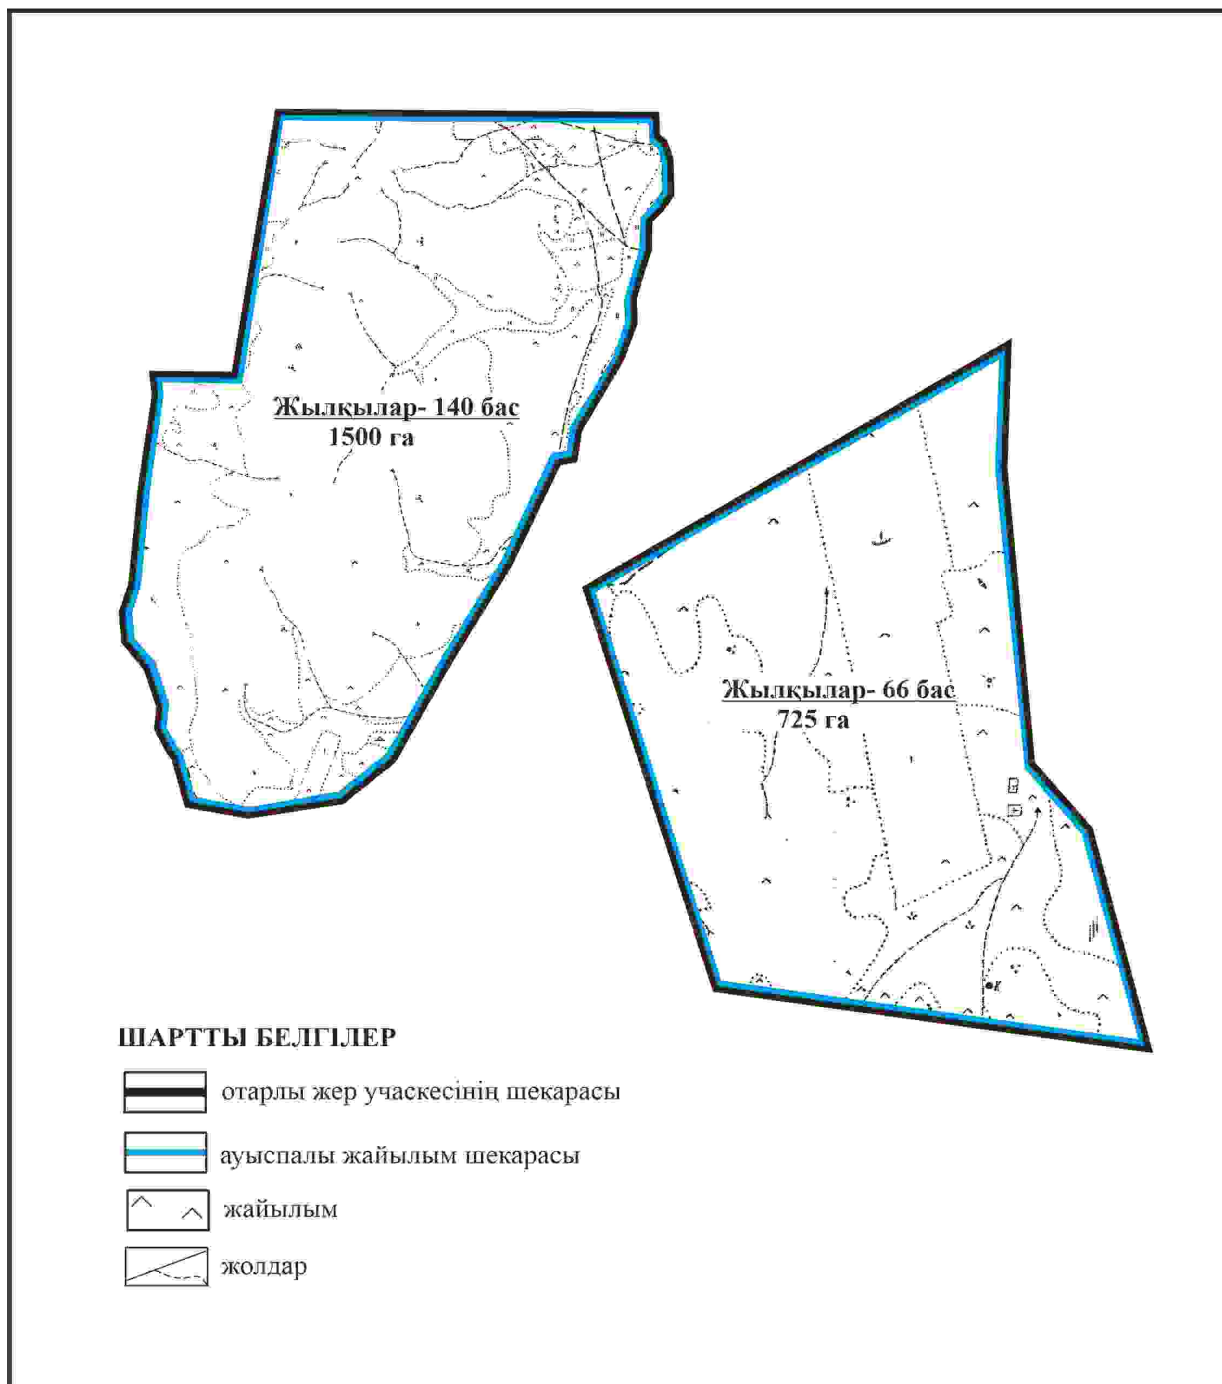 Жылқылар- 140 бас
1500 га
Жылқылар- 66 бас
725 га
ШАРТТЫ БЕЛГІЛЕР
отарлы жер учаскесінің шекарасы
ауыспалы жайылым шекарасы
жайылым
жолдар